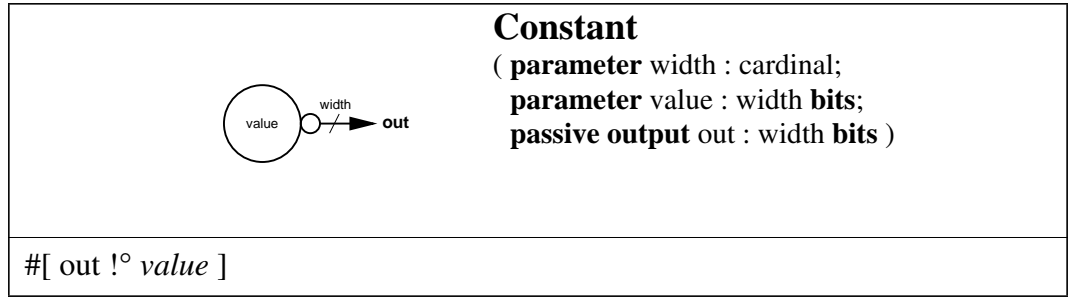 Constant
( parameter width : cardinal;
parameter value : width bits;
passive output out : width bits )
width
value
out
#[ out !° value ]